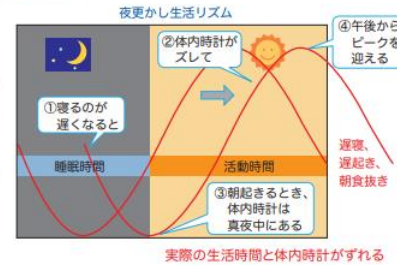 夜更かし生活リズム
②体内時計が
ズレて
④午後から
ピークを
迎える
①寝るのが
遅くなると
睡眠時間
活動時間
③朝起きるとき、
体内時計は
真夜中にある
遅寝、
遅起き、
朝食抜き
実際の生活時間と体内時計がずれる